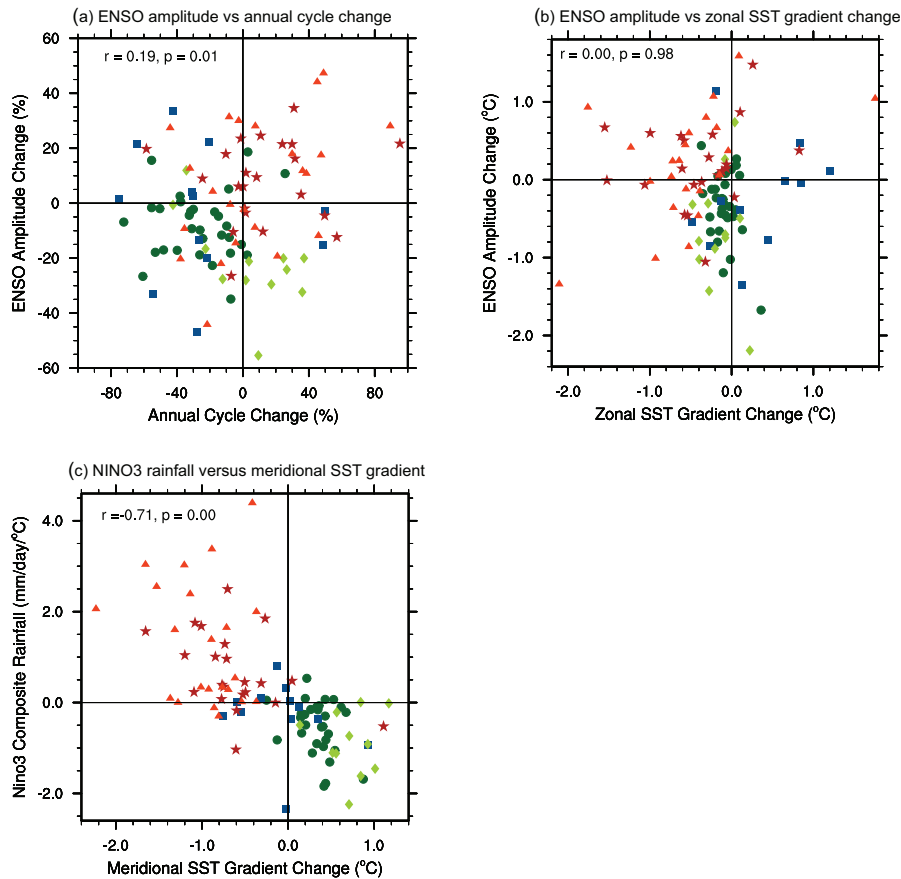 (a) ENSO amplitude vs annual cycle change
r = 0.19, p = 0.01
60
40
20
0
-20
-40
-60
ENSO Amplitude Change (%)
-80
-40
0
40
80
Annual Cycle Change (%)
(b) ENSO amplitude vs zonal SST gradient change
r = 0.00, p = 0.98
1.0
0.0
-1.0
-2.0
ENSO Amplitude Change (°C)
-2.0
-1.0
0.0
1.0
Zonal SST Gradient Change (°C)
(c) NINO3 rainfall versus meridional SST gradient
r =-0.71, p = 0.00
4.0
2.0
0.0
-2.0
Nino3 Composite Rainfall (mm/day/°C)
-2.0
-1.0
0.0
1.0
Meridional SST Gradient Change (°C)